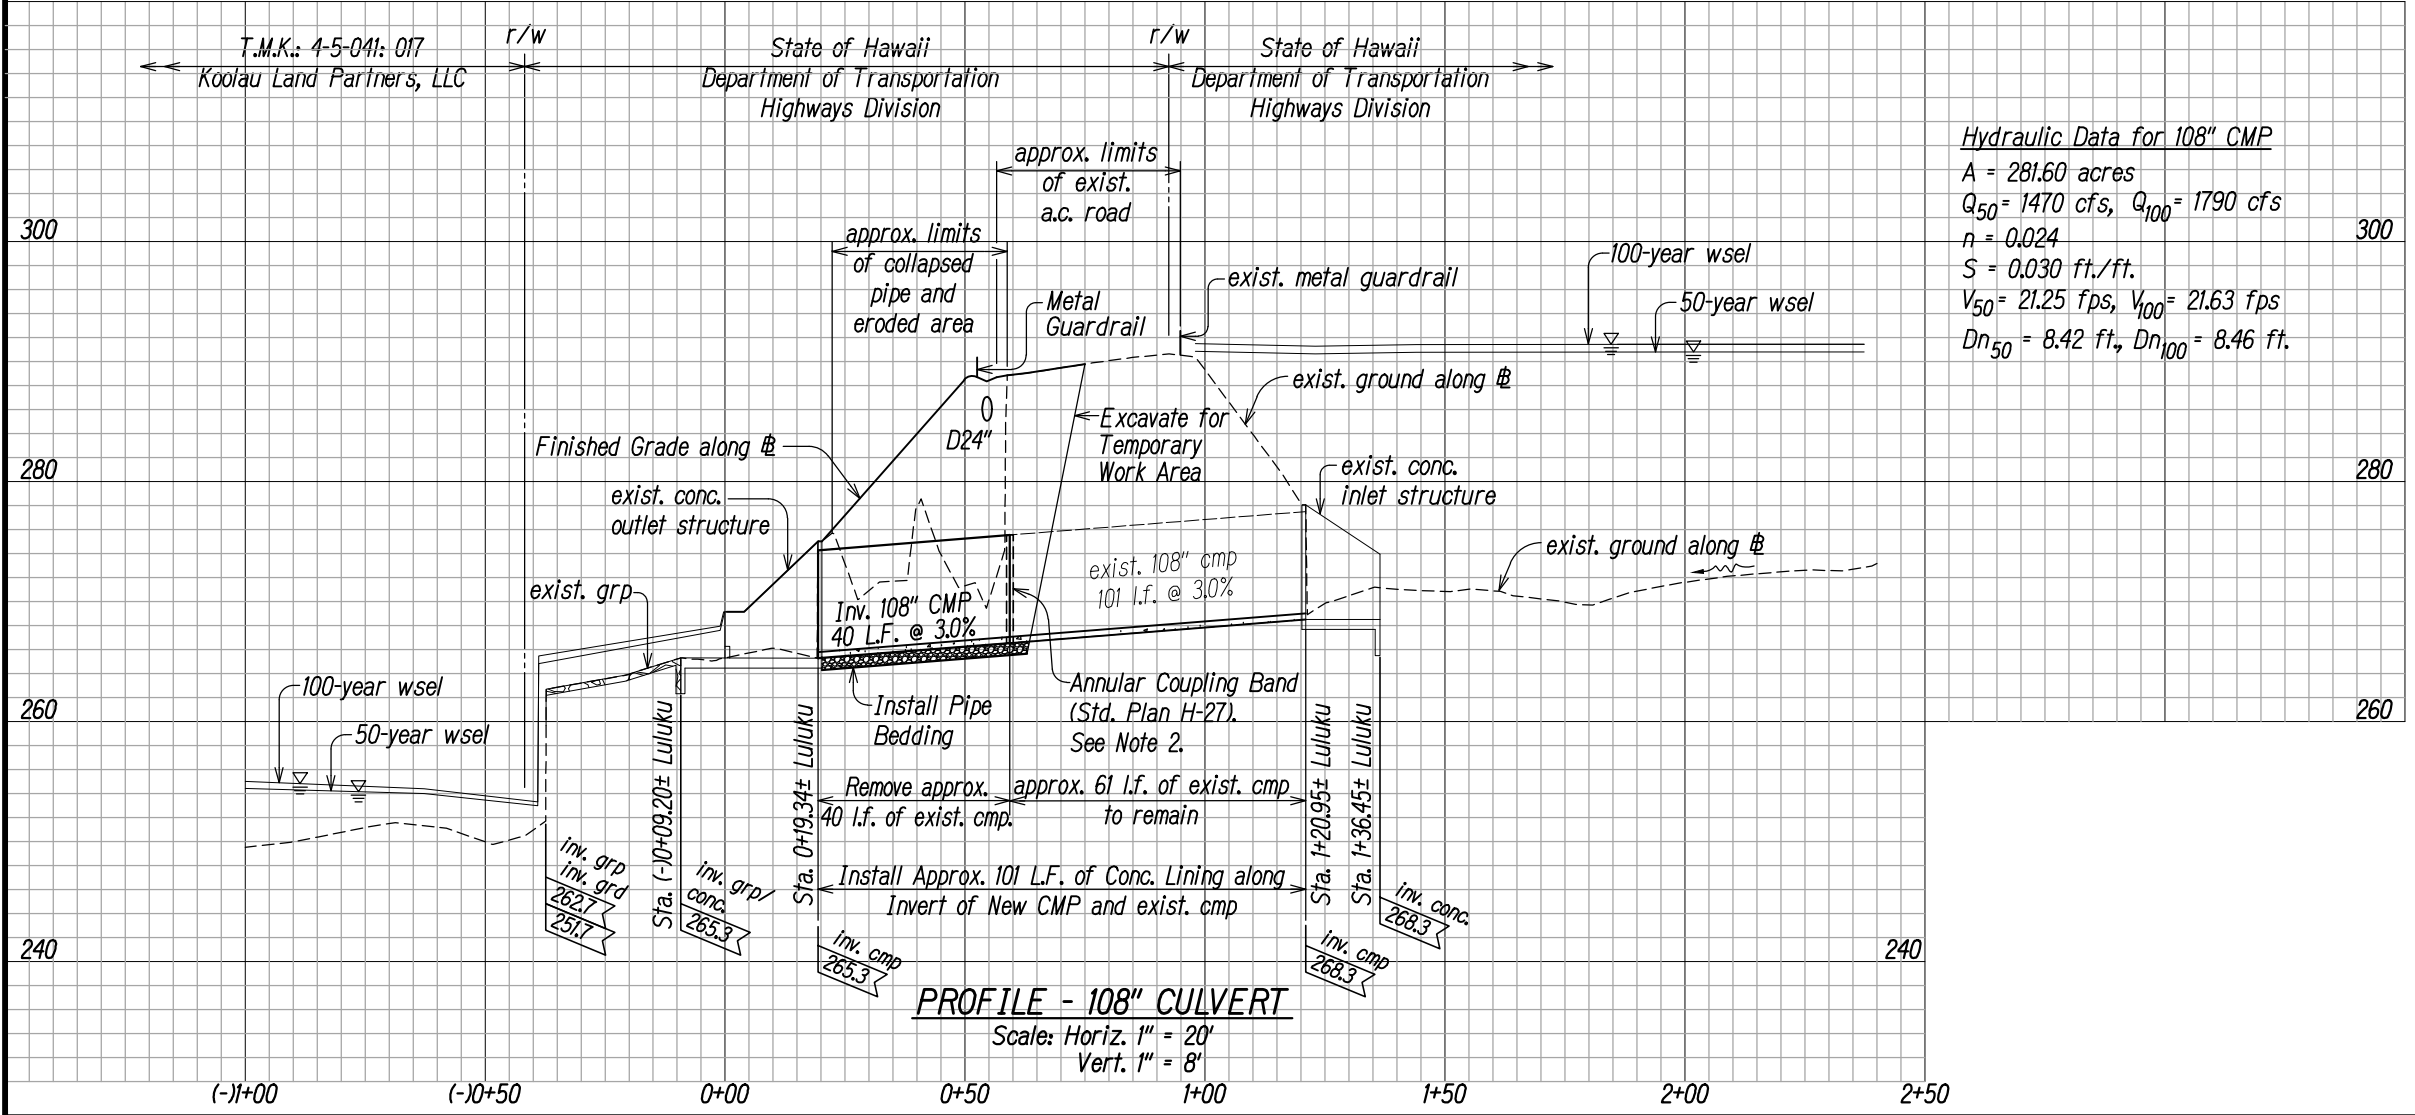 T.M.K.: 4-5-041: 017
Koolau Land Partners, LLC
r/w
State of Hawaii
Department of Transportation
Highways Division
r/w
State of Hawaii
Department of Transportation
Highways Division
Hydraulic Data for 108" CMP
A = 281.60 acres
Q50 = 1470 cfs, Q100 = 1790 cfs
n = 0.024
S = 0.030 ft./ft.
V50 = 21.25 fps, V100 = 21.63 fps
Dn50 = 8.42 ft., Dn100 = 8.46 ft.
approx. limits
of exist.
a.c. road
approx. limits
of collapsed
pipe and
eroded area
Metal
Guardrail
exist. metal guardrail
100-year wsel
50-year wsel
300
300
exist. ground along ℄
Excavate for
Temporary
Work Area
D24"
Finished Grade along ℄
exist. conc.
outlet structure
exist. conc.
inlet structure
280
280
exist. grp
Inv. 108" CMP
40 L.F. @ 3.0%
exist. 108" cmp
101 l.f. @ 3.0%
exist. ground along ℄
100-year wsel
50-year wsel
260
260
Install Pipe
Bedding
Annular Coupling Band
(Std. Plan H-27).
See Note 2.
Sta. (-)0+09.20± Luluku
Sta. 0+19.34± Luluku
Sta. 1+20.95± Luluku
Sta. 1+36.45± Luluku
Remove approx.
40 l.f. of exist. cmp.
approx. 61 l.f. of exist. cmp
to remain
Install Approx. 101 L.F. of Conc. Lining along
Invert of New CMP and exist. cmp
inv. grp
inv. grd
262.7
251.7
inv. grp/
conc.
265.3
inv. cmp
265.3
inv. cmp
268.3
inv. conc.
268.3
240
240
PROFILE - 108" CULVERT
Scale: Horiz. 1" = 20'
Vert. 1" = 8'
(-)1+00
(-)0+50
0+00
0+50
1+00
1+50
2+00
2+50